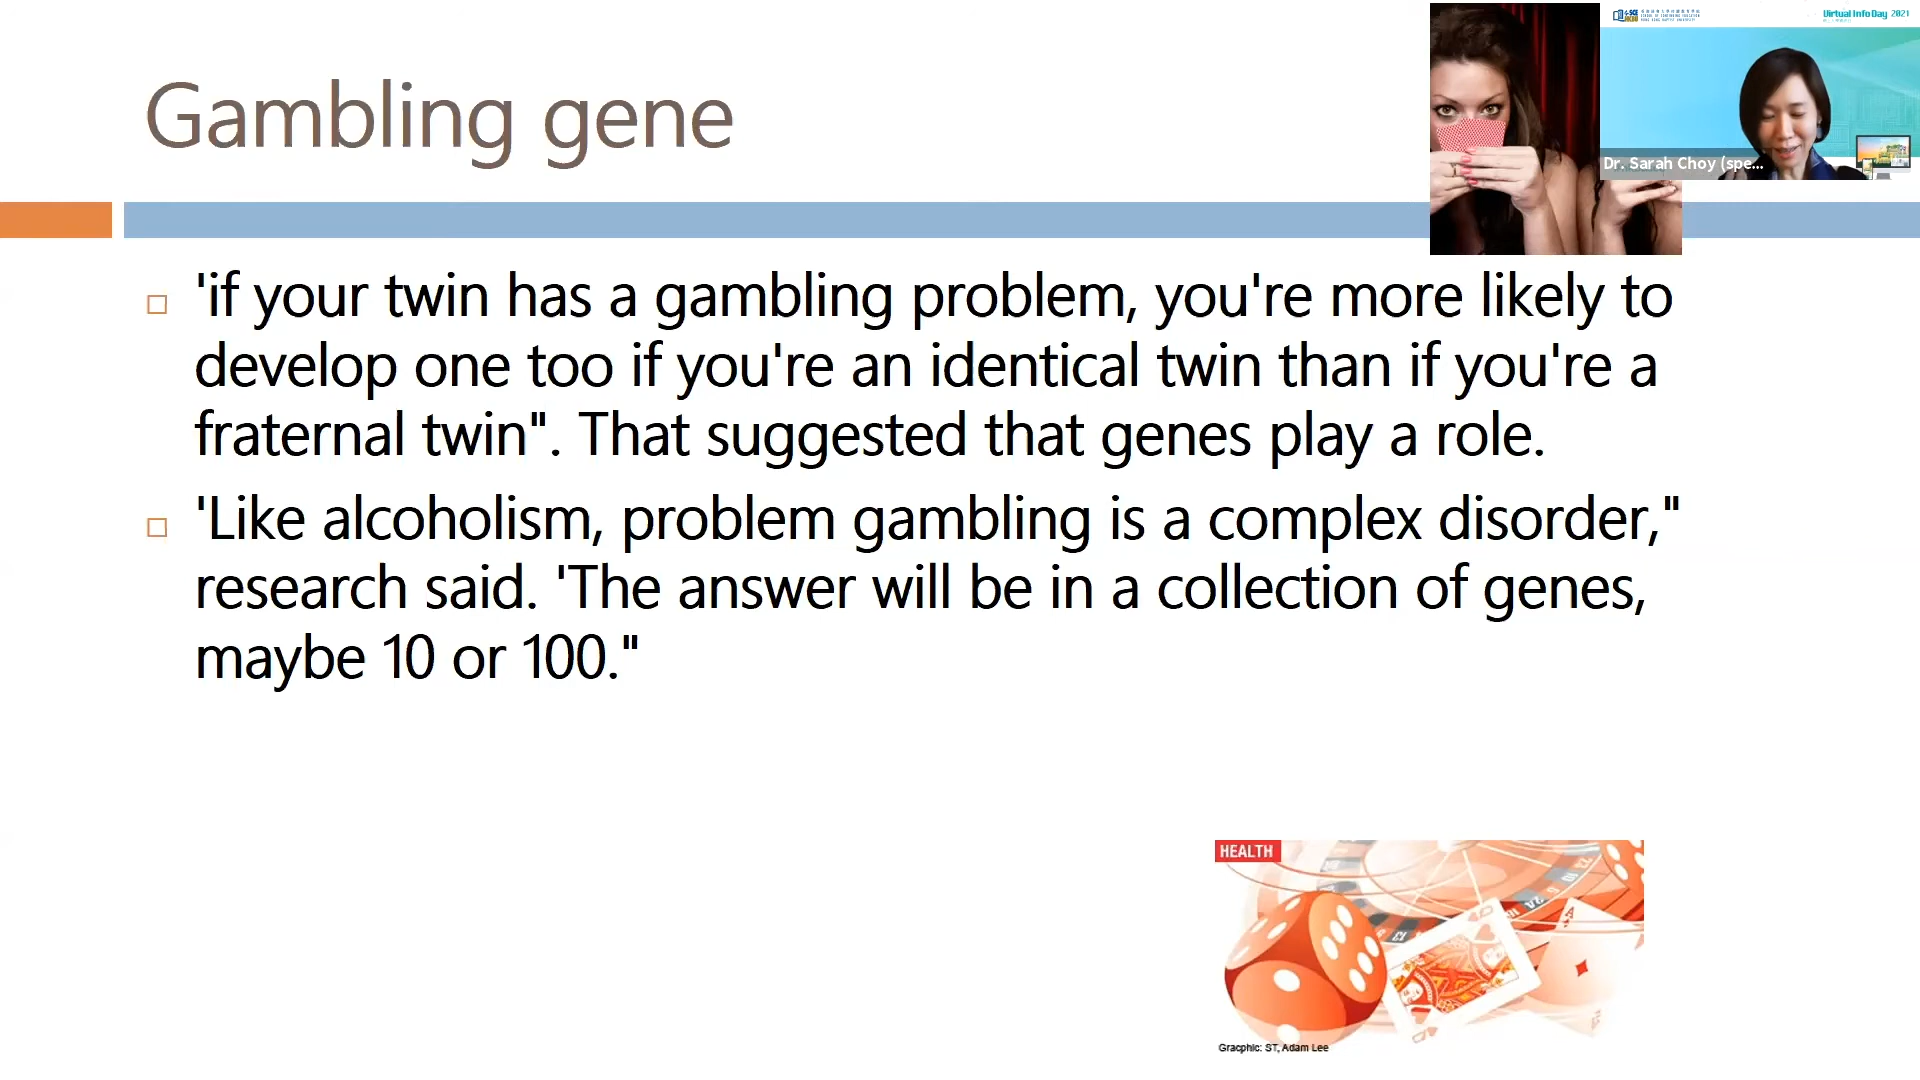 Gambling gene
Virtual InfoDay 2021
Dr. Sarah Choy (spe...
'if your twin has a gambling problem, you're more likely to
develop one too if you're an identical twin than if you're a
fraternal twin". That suggested that genes play a role.
'Like alcoholism, problem gambling is a complex disorder,"
research said. 'The answer will be in a collection of genes,
maybe 10 or 100."
HEALTH
Gracphic: ST, Adam Lee